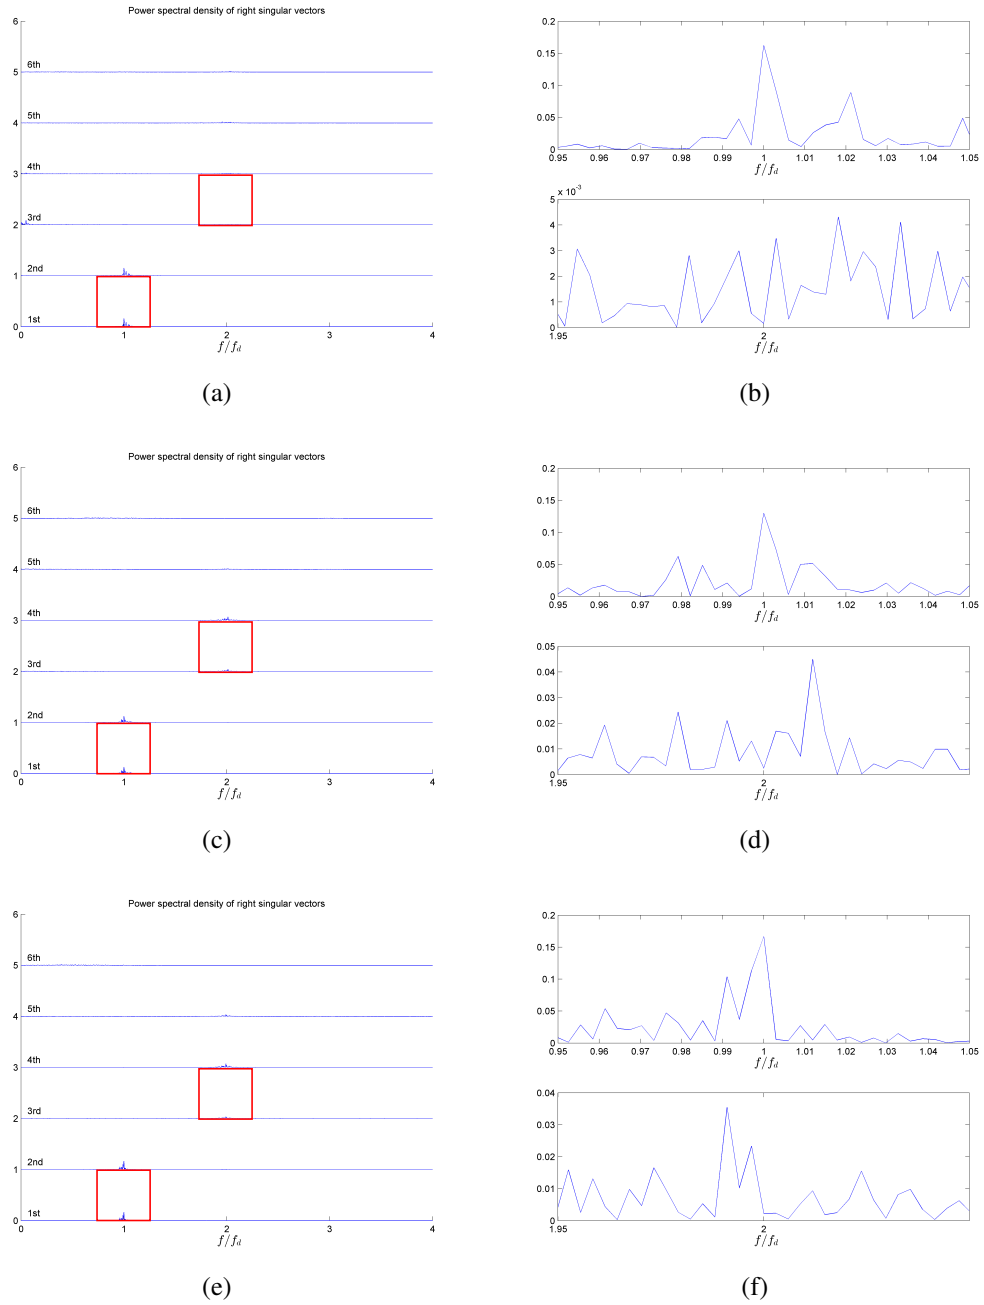 Power spectral density of right singular vectors
6
6th
5
5th
4
4th
3
3rd
2
2nd
1
1st
0
0 1 2 3 4
f/f_d
(a)
0.2
0.15
0.1
0.05
0
0.95 0.96 0.97 0.98 0.99 1 1.01 1.02 1.03 1.04 1.05
f/f_d
x 10^-3
5
4
3
2
1
0
1.95 2
f/f_d
(b)
Power spectral density of right singular vectors
6
6th
5
5th
4
4th
3
3rd
2
2nd
1
1st
0
0 1 2 3 4
f/f_d
(c)
0.2
0.15
0.1
0.05
0
0.95 0.96 0.97 0.98 0.99 1 1.01 1.02 1.03 1.04 1.05
f/f_d
0.05
0.04
0.03
0.02
0.01
0
1.95 2
f/f_d
(d)
Power spectral density of right singular vectors
6
6th
5
5th
4
4th
3
3rd
2
2nd
1
1st
0
0 1 2 3 4
f/f_d
(e)
0.2
0.15
0.1
0.05
0
0.95 0.96 0.97 0.98 0.99 1 1.01 1.02 1.03 1.04 1.05
f/f_d
0.04
0.03
0.02
0.01
0
1.95 2
f/f_d
(f)